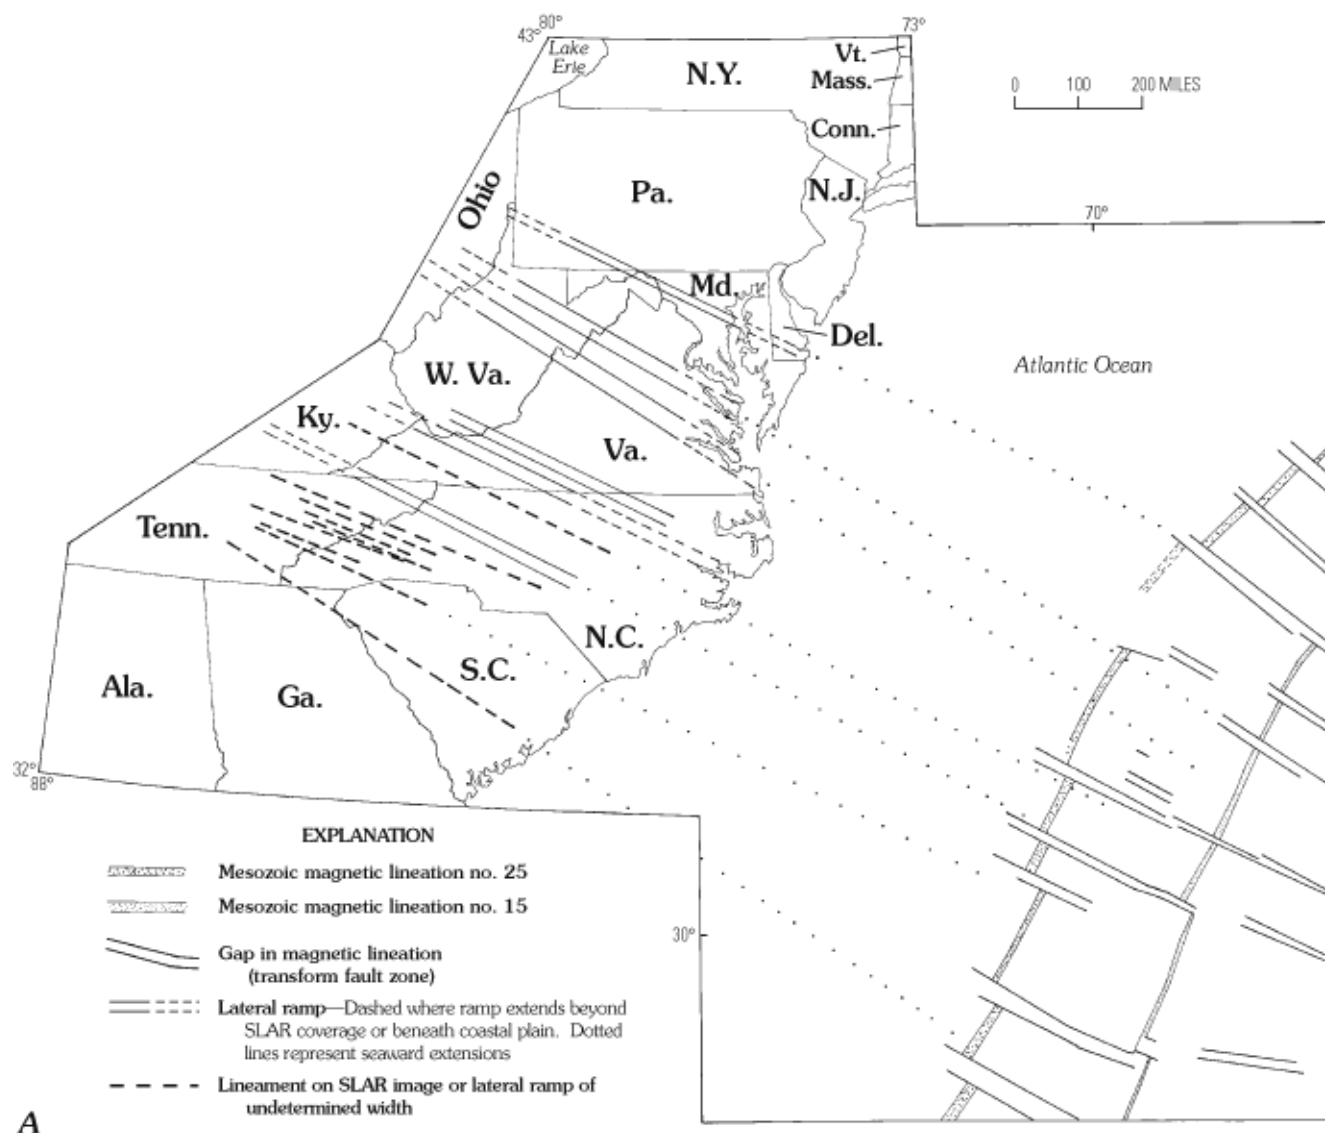 80°
43°
73°
Lake
Erie
N.Y.
Vt.
Mass.
Conn.
0 100 200 MILES
Ohio
Pa.
N.J.
70°
Md.
Del.
Atlantic Ocean
W. Va.
Ky.
Va.
Tenn.
N.C.
S.C.
Ala.
Ga.
32°
88°
30°
EXPLANATION
Mesozoic magnetic lineation no. 25
Mesozoic magnetic lineation no. 15
Gap in magnetic lineation
(transform fault zone)
Lateral ramp—Dashed where ramp extends beyond
SLAR coverage or beneath coastal plain. Dotted
lines represent seaward extensions
Lineament on SLAR image or lateral ramp of
undetermined width
A